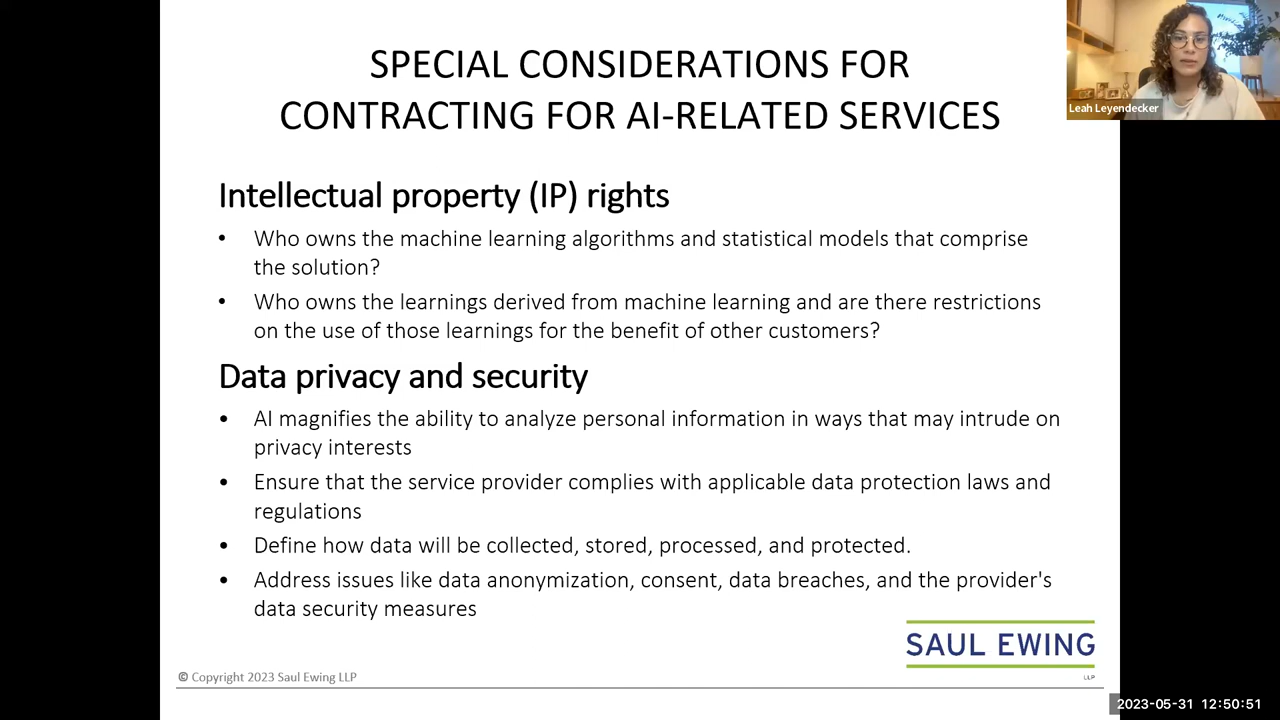 SPECIAL CONSIDERATIONS FOR
CONTRACTING FOR AI-RELATED SERVICES
Leah Leyendecker
Intellectual property (IP) rights
• Who owns the machine learning algorithms and statistical models that comprise
the solution?
• Who owns the learnings derived from machine learning and are there restrictions
on the use of those learnings for the benefit of other customers?
Data privacy and security
• AI magnifies the ability to analyze personal information in ways that may intrude on
privacy interests
• Ensure that the service provider complies with applicable data protection laws and
regulations
• Define how data will be collected, stored, processed, and protected.
• Address issues like data anonymization, consent, data breaches, and the provider's
data security measures
SAUL EWING
LLP
© Copyright 2023 Saul Ewing LLP
2023-05-31 12:50:51